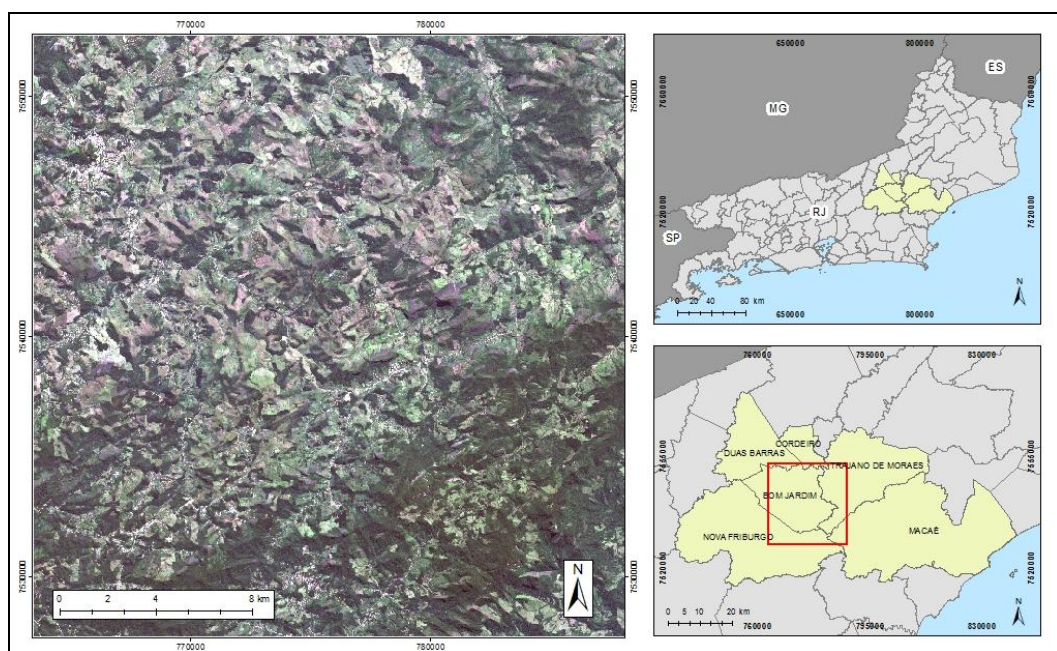 770000 780000
7550000 7550000
7540000 7540000
7530000 7530000
N
0 2 4 8 km
770000 780000
650000 800000
7660000 7660000
ES
MG
7520000 7520000
RJ
SP
N
0 20 40 80 km
650000 800000
760000 795000 830000
7555000 7555000
CORDEIRO
DUAS BARRAS
TRAJANO DE MORAES
BOM JARDIM
MACAÉ
NOVA FRIBURGO
7520000 7520000
N
0 5 10 20 km
760000 795000 830000